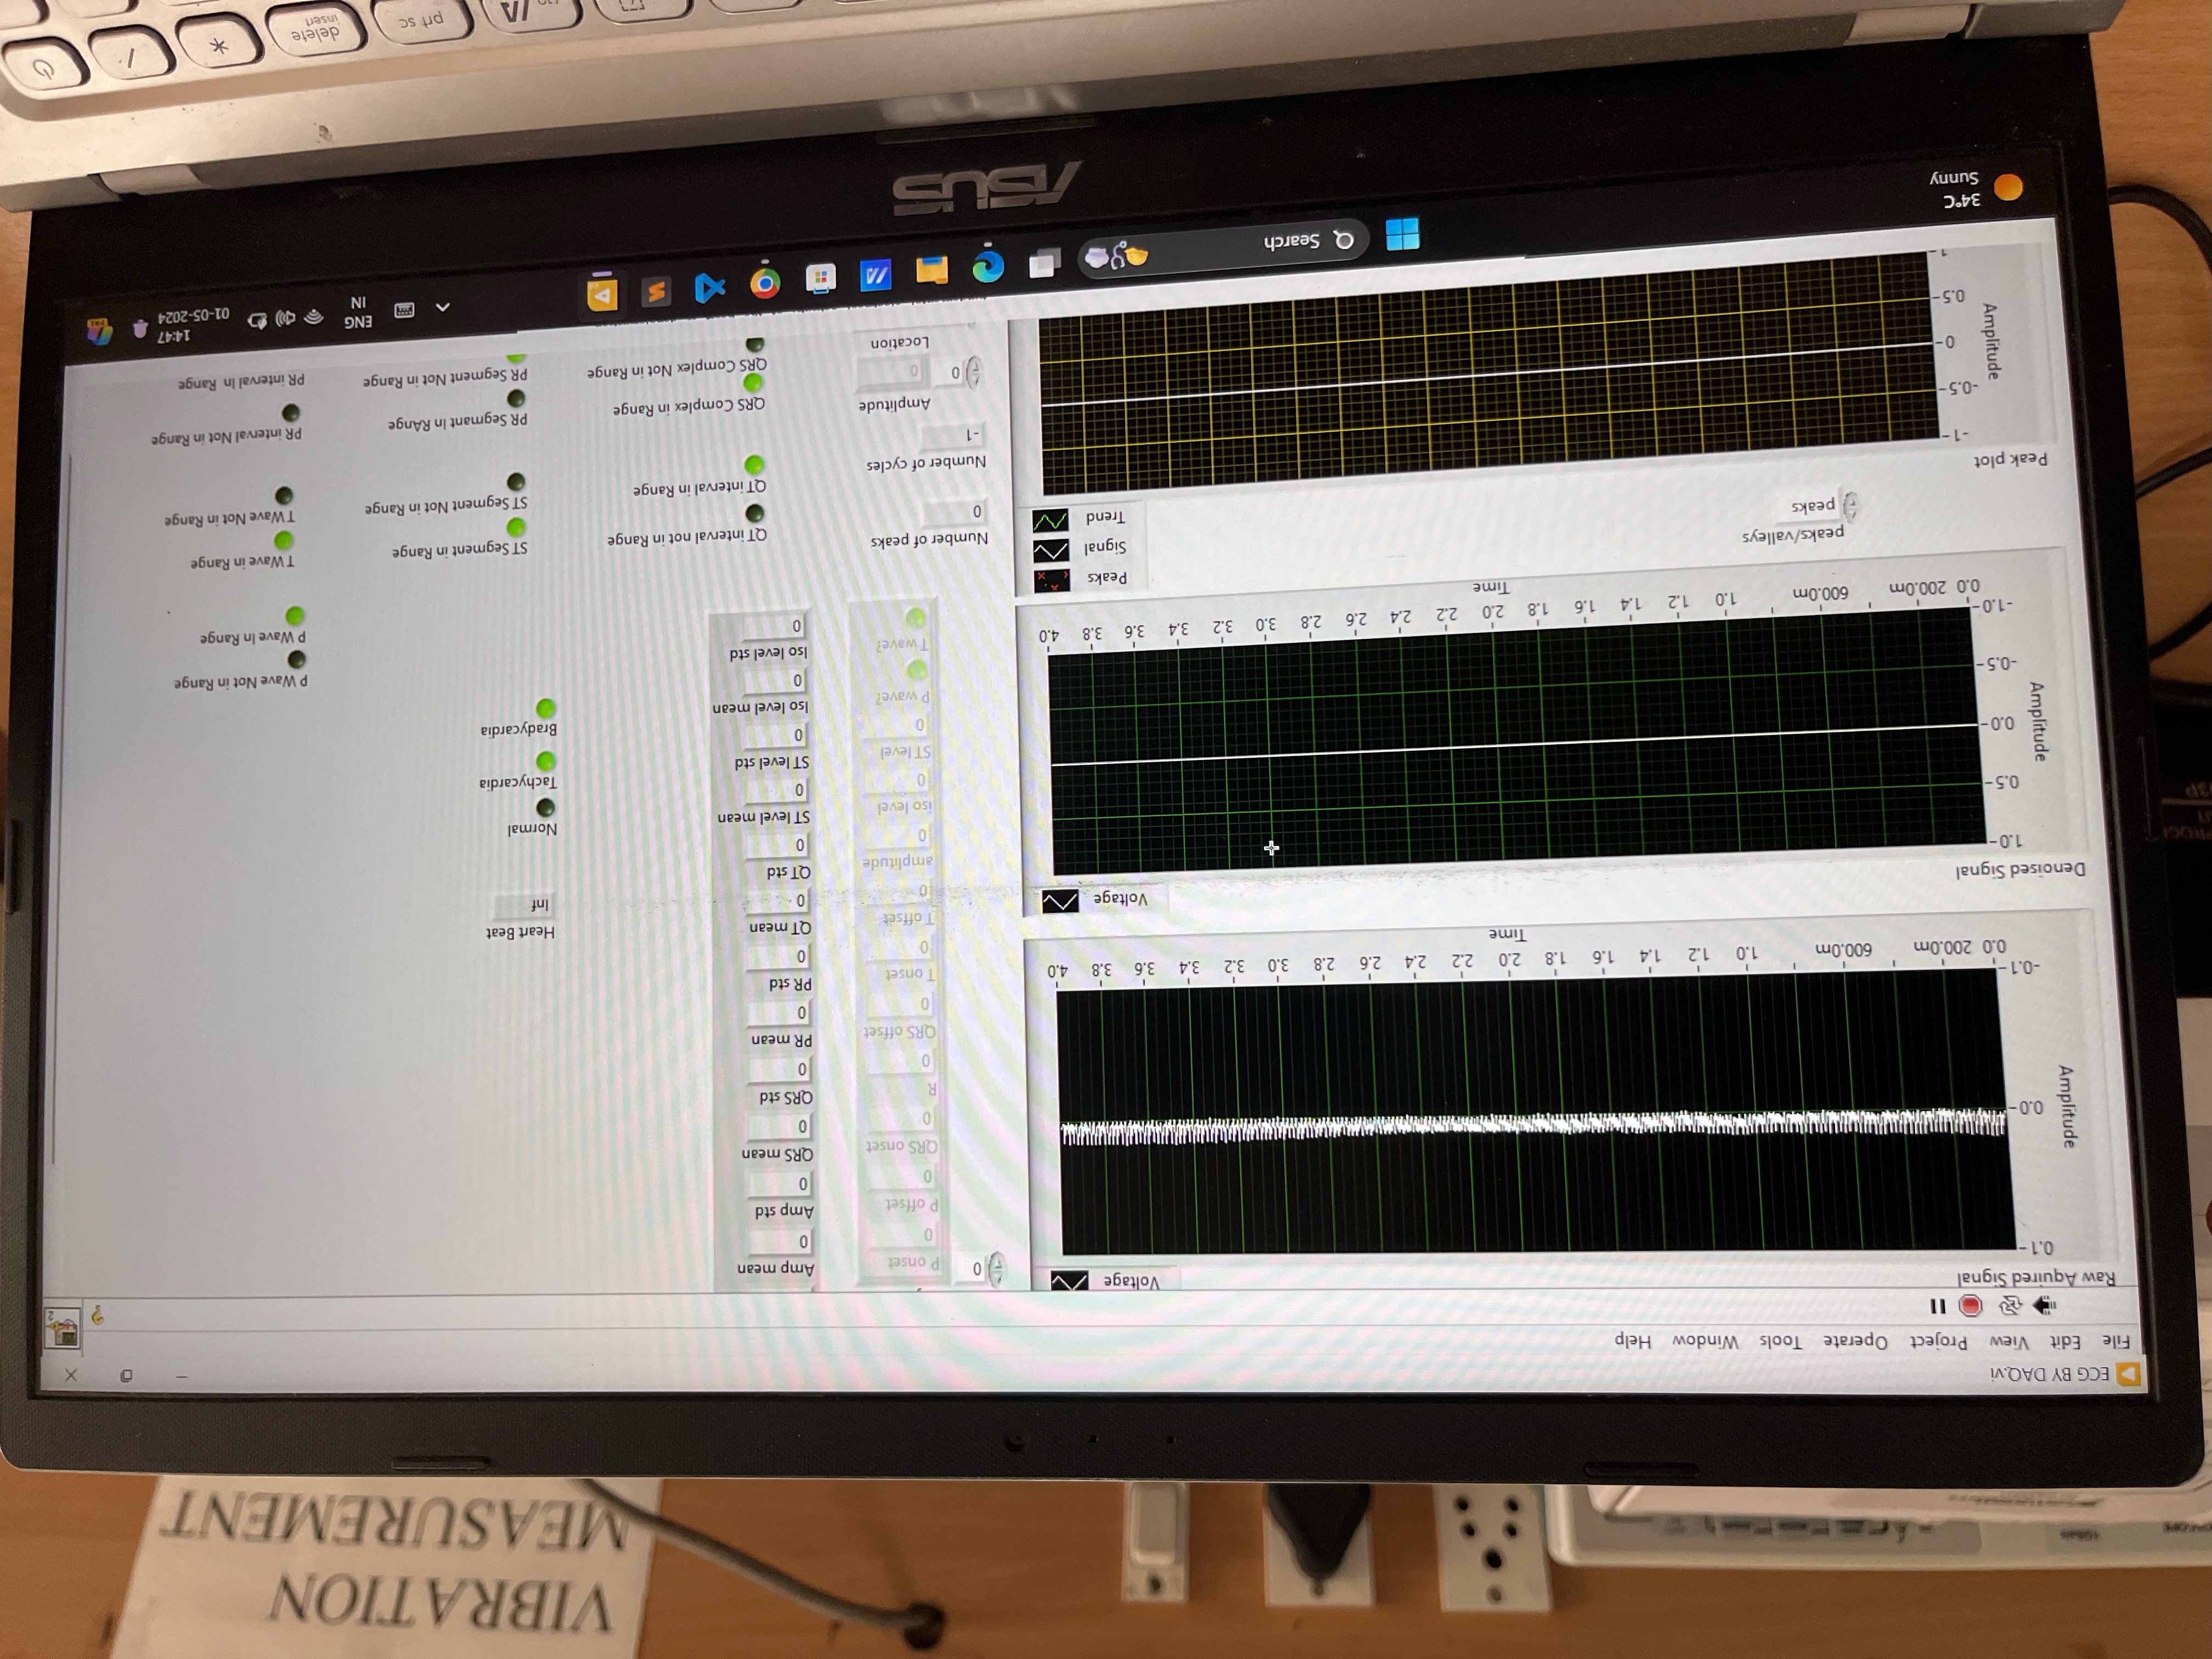 VIBRATION
MEASUREMENT
1GSa/s
ECG BY DAQ.vi
File Edit View Project Operate Tools Window Help
Raw Aquired Signal
Voltage
0.1
0.0
-0.1
Amplitude
0.0 200.0m 600.0m 1.0 1.2 1.4 1.6 1.8 2.0 2.2 2.4 2.6 2.8 3.0 3.2 3.4 3.6 3.8 4.0
Time
Denoised Signal
Voltage
1.0
0.5
0.0
-0.5
-1.0
Amplitude
0.0 200.0m 600.0m 1.0 1.2 1.4 1.6 1.8 2.0 2.2 2.4 2.6 2.8 3.0 3.2 3.4 3.6 3.8 4.0
Time
peaks/valleys
peaks
Peaks
Signal
Trend
Peak plot
-1
-0.5
0
0.5
1
Amplitude
0
P onset
0
P offset
0
QRS onset
0
R
0
QRS offset
0
T onset
0
T offset
0
amplitude
0
iso level
0
ST level
0
P wave?
T wave?
Amp mean
0
Amp std
0
QRS mean
0
QRS std
0
PR mean
0
PR std
0
QT mean
0
QT std
0
ST level mean
0
ST level std
0
Iso level mean
0
Iso level std
0
Heart Beat
Inf
Normal
Tachycardia
Bradycardia
P Wave Not in Range
P Wave In Range
T Wave in Range
T Wave Not in Range
PR interval Not in Range
PR interval In Range
ST Segment in Range
ST Segment Not in Range
PR Segmant In RAnge
PR Segment Not in Range
QT interval not in Range
QT interval in Range
QRS Complex in Range
QRS Complex Not in Range
Number of peaks
0
Number of cycles
-1
Amplitude
0 0
Location
34°C
Sunny
Search
ENG
IN
14:47
01-05-2024
ASUS
prt sc
delete
insert
*
/